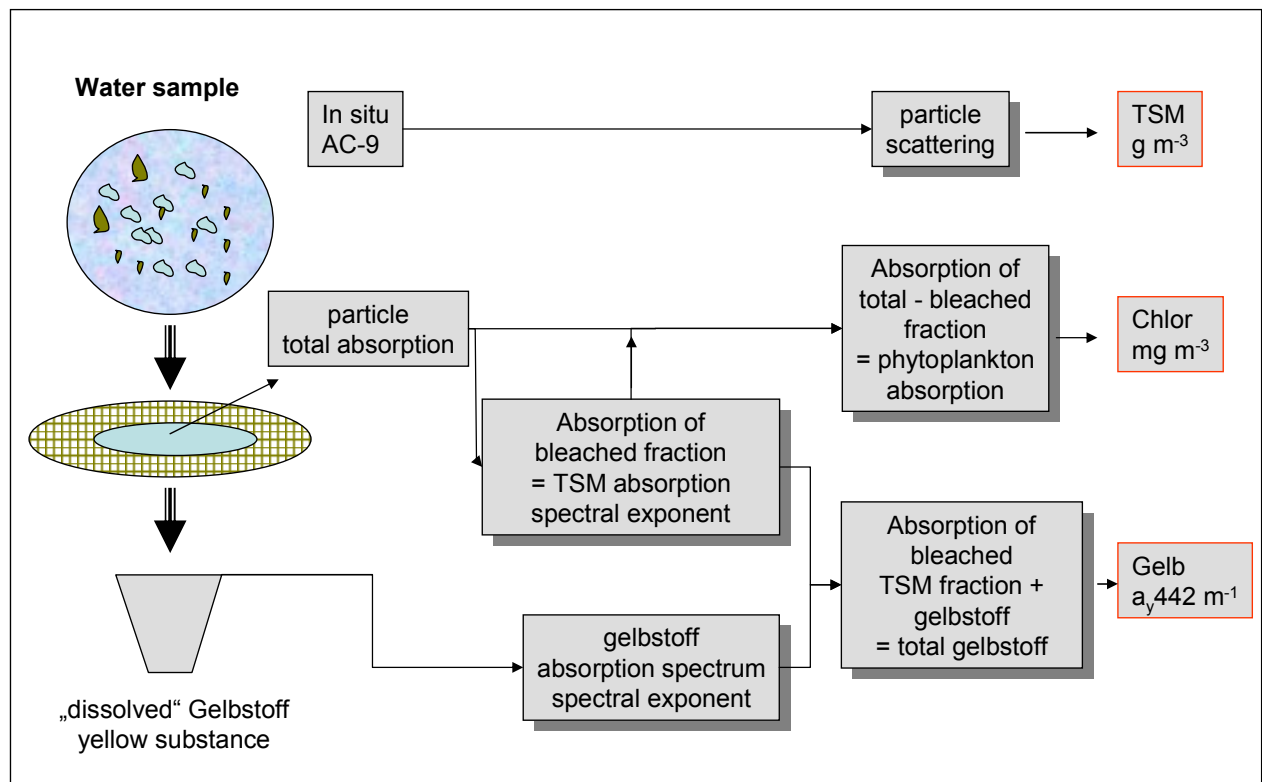 Water sample
In situ
AC-9
particle
scattering
TSM
g m⁻³
particle
total absorption
Absorption of
total - bleached
fraction
= phytoplankton
absorption
Chlor
mg m⁻³
Absorption of
bleached fraction
= TSM absorption
spectral exponent
Absorption of
bleached
TSM fraction +
gelbstoff
= total gelbstoff
Gelb
aᵧ442 m⁻¹
gelbstoff
absorption spectrum
spectral exponent
„dissolved“ Gelbstoff
yellow substance